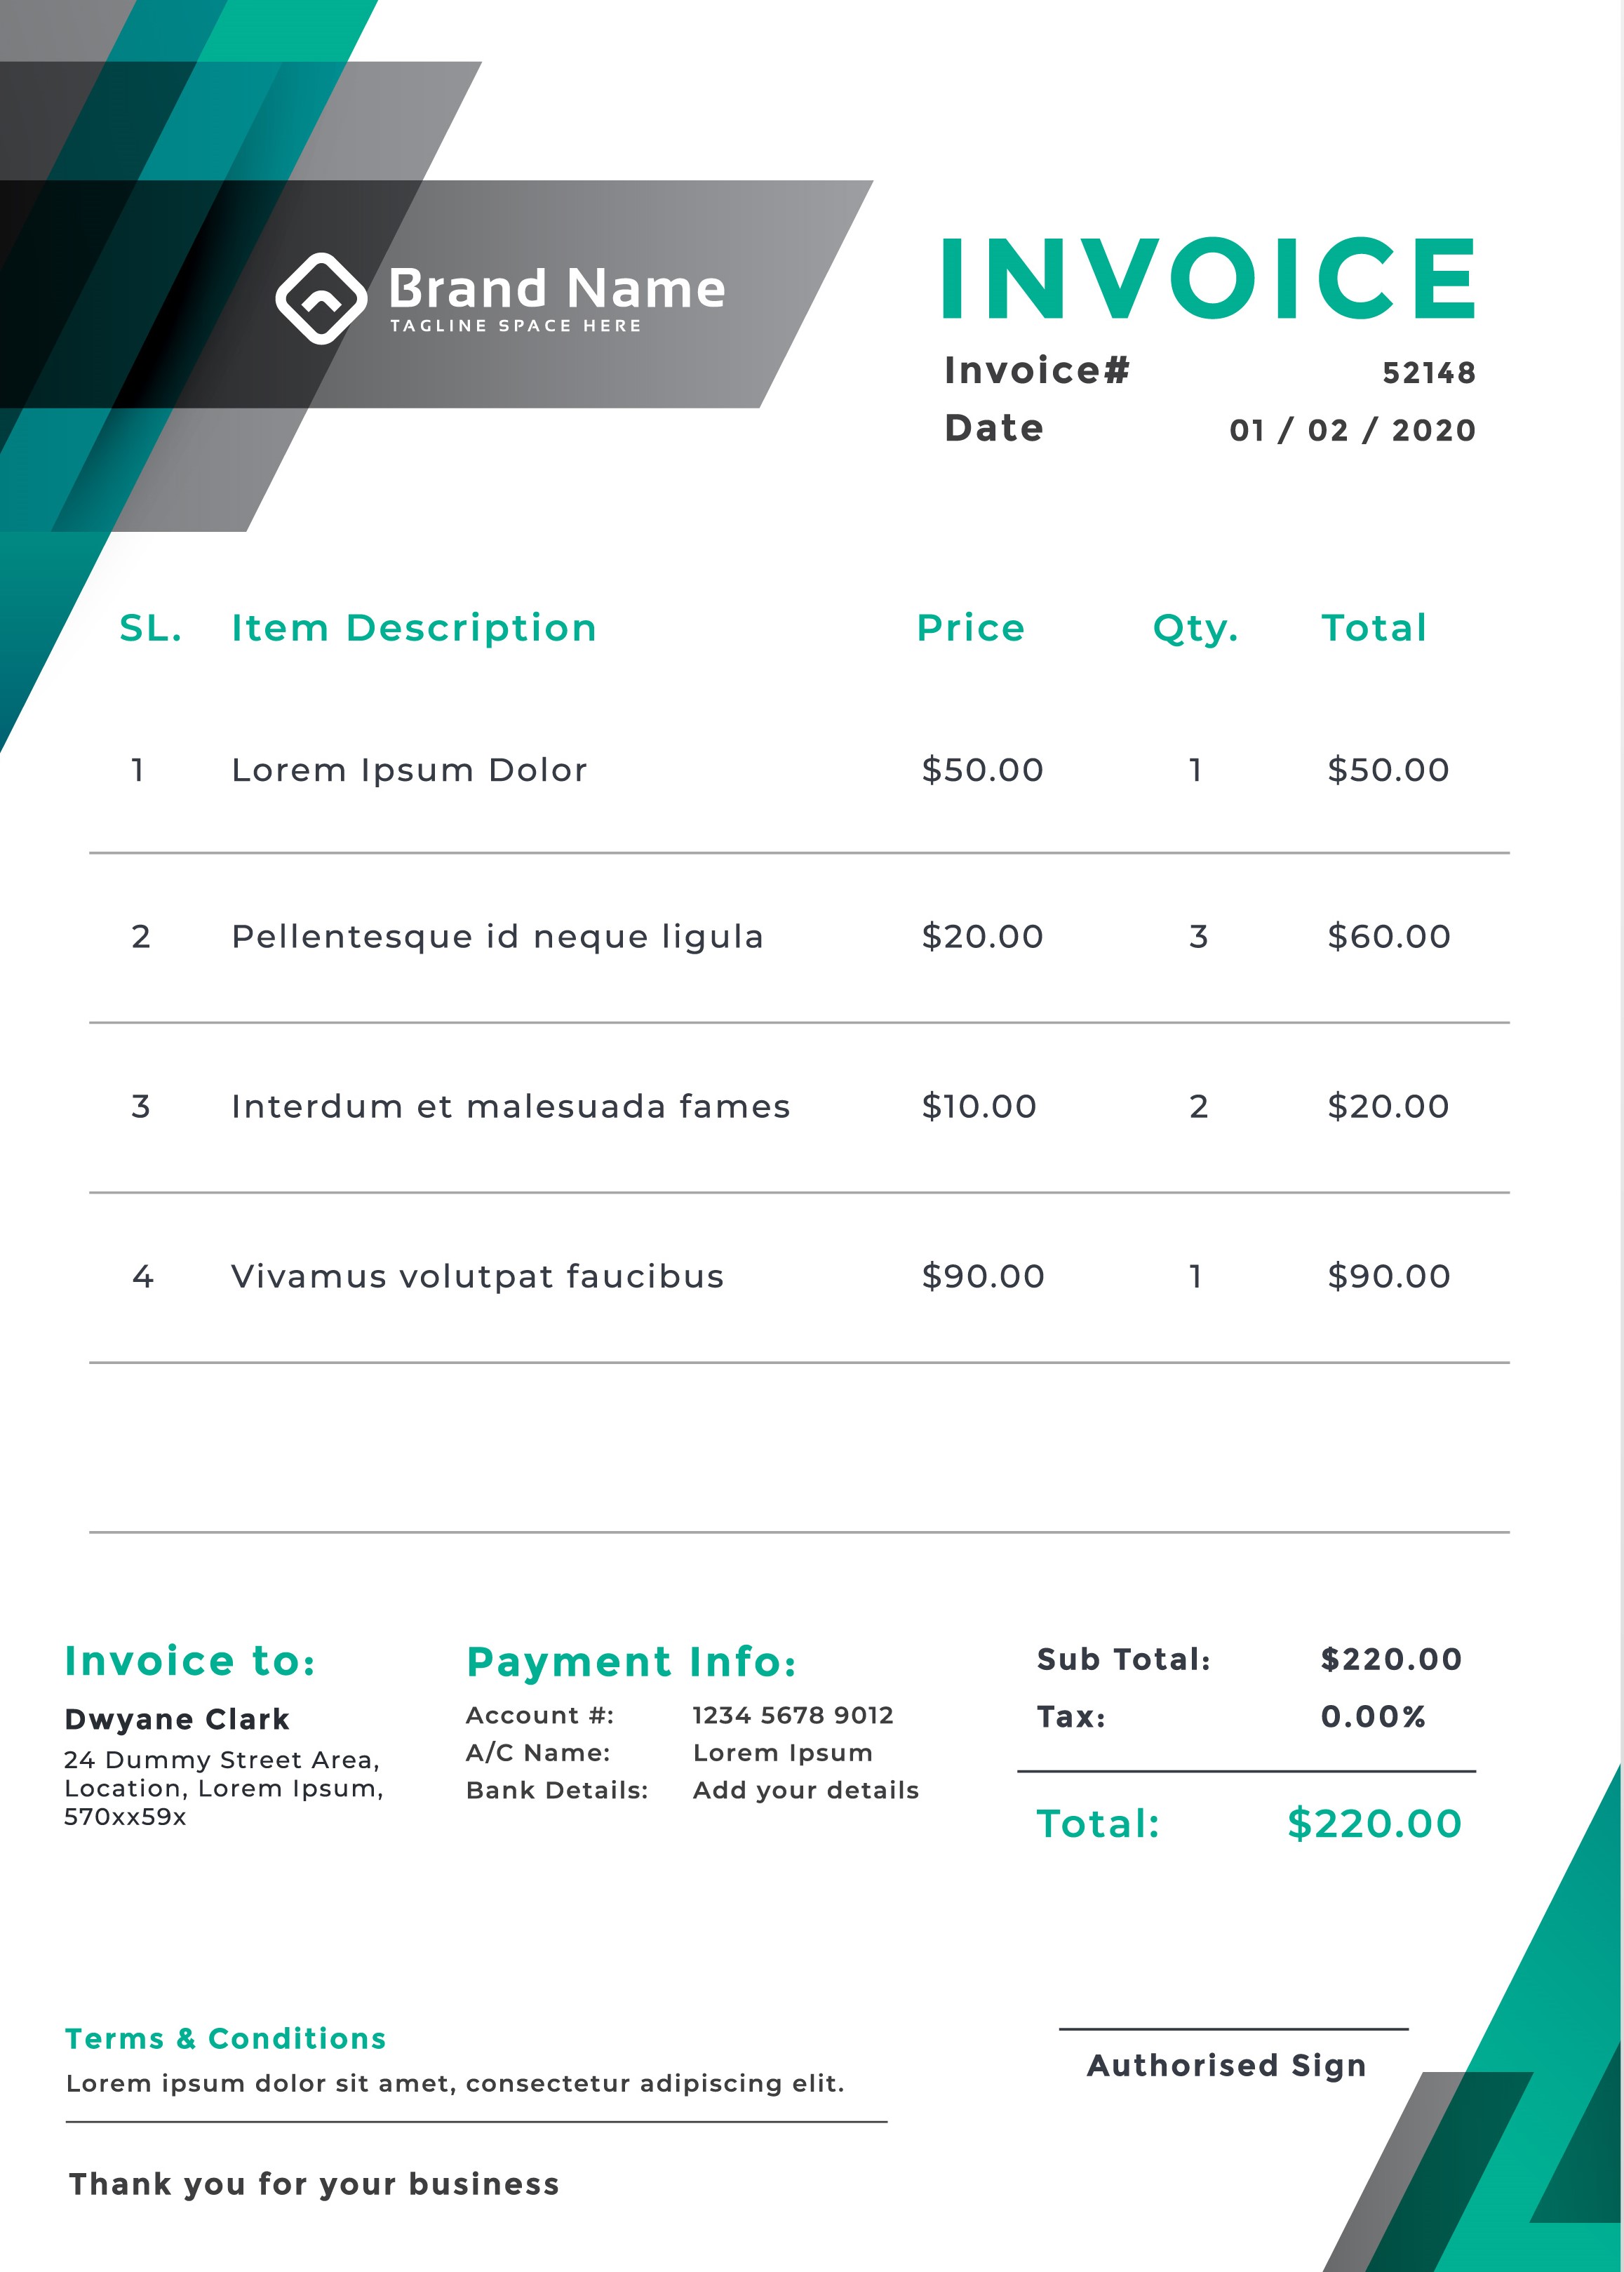 Brand Name
TAGLINE SPACE HERE
INVOICE
Invoice# 52148
Date 01 / 02 / 2020
SL. Item Description Price Qty. Total
1 Lorem Ipsum Dolor $50.00 1 $50.00
2 Pellentesque id neque ligula $20.00 3 $60.00
3 Interdum et malesuada fames $10.00 2 $20.00
4 Vivamus volutpat faucibus $90.00 1 $90.00
Invoice to:
Dwyane Clark
24 Dummy Street Area,
Location, Lorem Ipsum,
570xx59x
Payment Info:
Account #: 1234 5678 9012
A/C Name: Lorem Ipsum
Bank Details: Add your details
Sub Total: $220.00
Tax: 0.00%
Total: $220.00
Terms & Conditions
Lorem ipsum dolor sit amet, consectetur adipiscing elit.
Authorised Sign
Thank you for your business